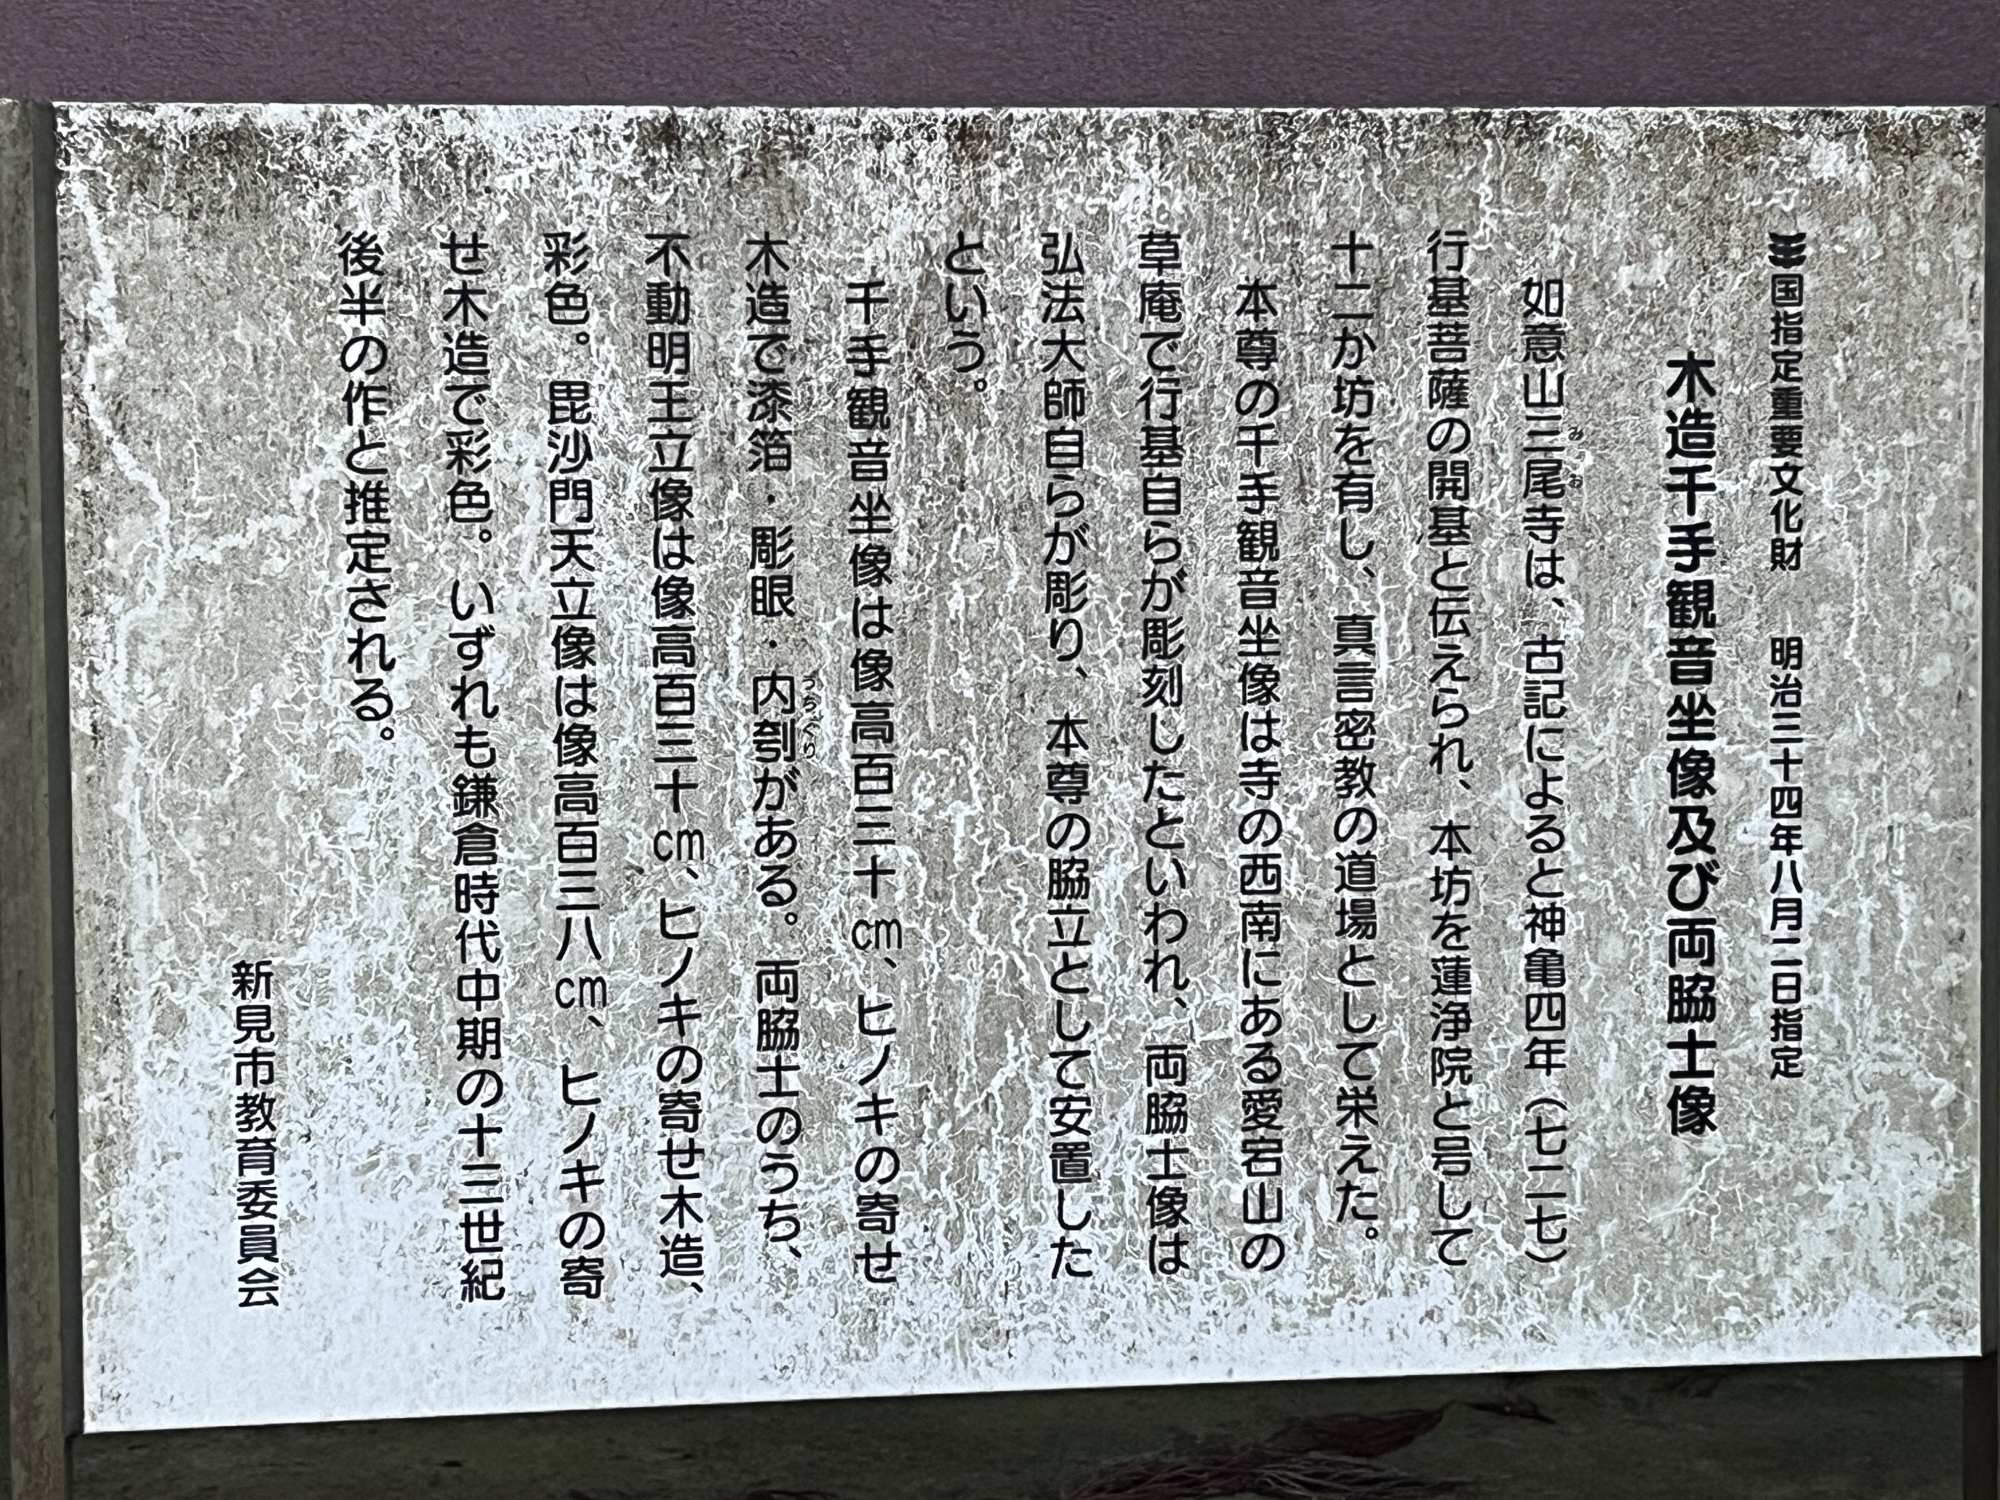 国指定重要文化財　明治三十四年八月二日指定
木造千手観音坐像及び両脇士像
如意山三尾寺は、古記によると神亀四年（七二七）
みお
行基菩薩の開基と伝えられ、本坊を蓮浄院と号して
十二か坊を有し、真言密教の道場として栄えた。
本尊の千手観音坐像は寺の西南にある愛宕山の
草庵で行基自らが彫刻したといわれ、両脇士像は
弘法大師自らが彫り、本尊の脇立として安置した
という。
千手観音坐像は像高百三十cm、ヒノキの寄せ
木造で漆箔・彫眼・内刳がある。両脇士のうち、
うちぐり
不動明王立像は像高百三十cm、ヒノキの寄せ木造、
彩色。毘沙門天立像は像高百三八cm、ヒノキの寄
せ木造で彩色。いずれも鎌倉時代中期の十三世紀
後半の作と推定される。
新見市教育委員会